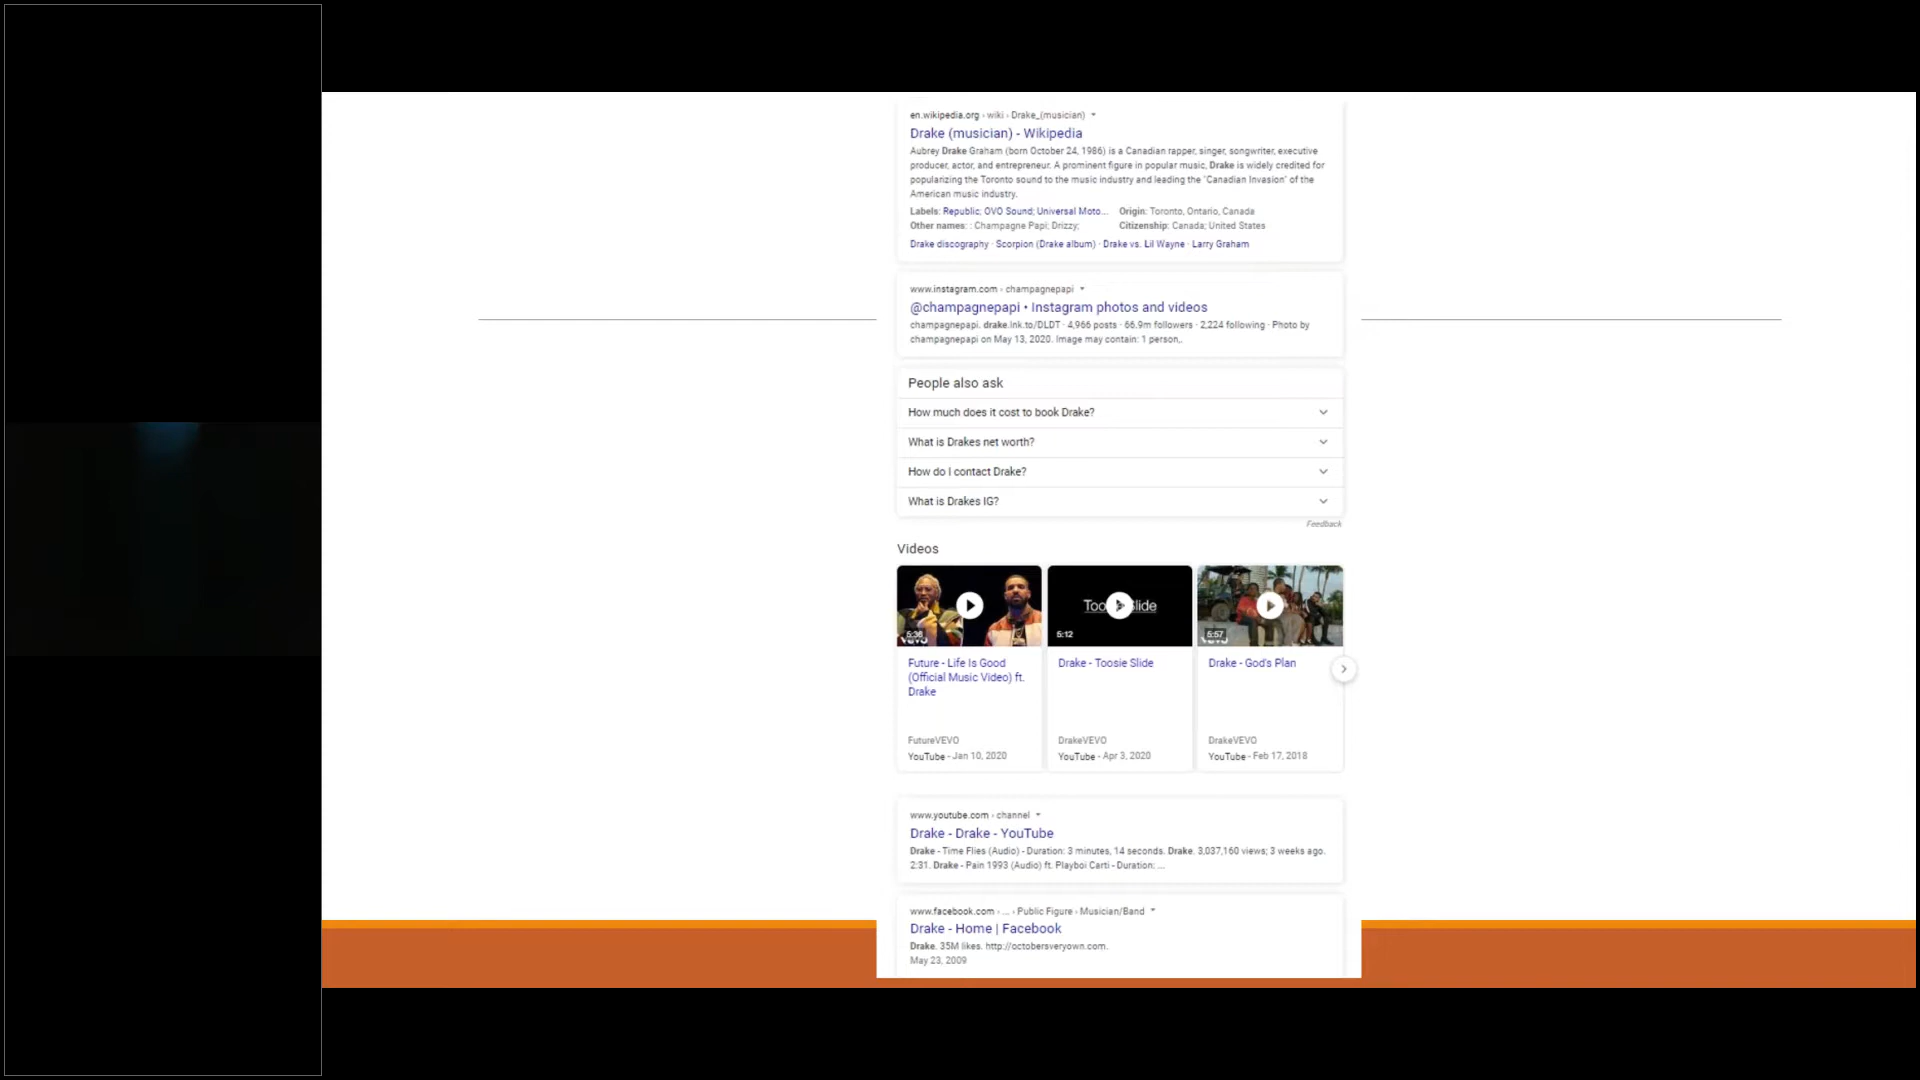 en.wikipedia.org › wiki › Drake_(musician)
Drake (musician) - Wikipedia
Aubrey Drake Graham (born October 24, 1986) is a Canadian rapper, singer, songwriter, executive
producer, actor, and entrepreneur. A prominent figure in popular music, Drake is widely credited for
popularizing the Toronto sound to the music industry and leading the "Canadian Invasion" of the
American music industry.
Labels: Republic; OVO Sound; Universal Moto... Origin: Toronto, Ontario, Canada
Other names: : Champagne Papi; Drizzy; Citizenship: Canada; United States
Drake discography · Scorpion (Drake album) · Drake vs. Lil Wayne · Larry Graham
www.instagram.com › champagnepapi
@champagnepapi • Instagram photos and videos
champagnepapi. drake.lnk.to/DLDT · 4,966 posts · 66.9m followers · 2,224 following · Photo by
champagnepapi on May 13, 2020. Image may contain: 1 person,.
People also ask
How much does it cost to book Drake?
What is Drakes net worth?
How do I contact Drake?
What is Drakes IG?
Feedback
Videos
5:36
5:12
5:57
Future - Life Is Good
(Official Music Video) ft.
Drake
Drake - Toosie Slide
Drake - God's Plan
FutureVEVO
YouTube - Jan 10, 2020
DrakeVEVO
YouTube - Apr 3, 2020
DrakeVEVO
YouTube - Feb 17, 2018
www.youtube.com › channel
Drake - Drake - YouTube
Drake - Time Flies (Audio) - Duration: 3 minutes, 14 seconds. Drake. 3,037,160 views; 3 weeks ago.
2:31. Drake - Pain 1993 (Audio) ft. Playboi Carti - Duration: ...
www.facebook.com › ... › Public Figure › Musician/Band
Drake - Home | Facebook
Drake. 35M likes. http://octobersveryown.com.
May 23, 2009